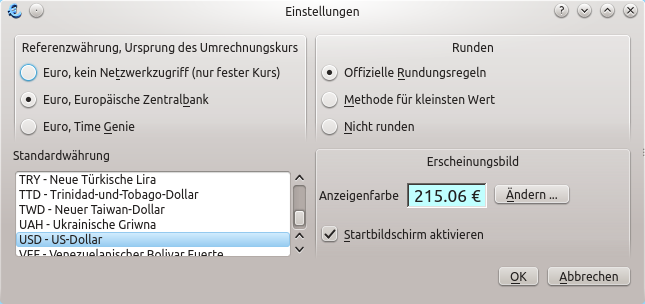 Einstellungen
Referenzwährung, Ursprung des Umrechnungskurs
Euro, kein Netzwerkzugriff (nur fester Kurs)
Euro, Europäische Zentralbank
Euro, Time Genie
Standardwährung
TRY - Neue Türkische Lira
TTD - Trinidad-und-Tobago-Dollar
TWD - Neuer Taiwan-Dollar
UAH - Ukrainische Griwna
USD - US-Dollar
VEF - Venezuelanischer Bolivar Fuerte
Runden
Offizielle Rundungsregeln
Methode für kleinsten Wert
Nicht runden
Erscheinungsbild
Anzeigenfarbe 215.06 € Ändern ...
Startbildschirm aktivieren
OK Abbrechen